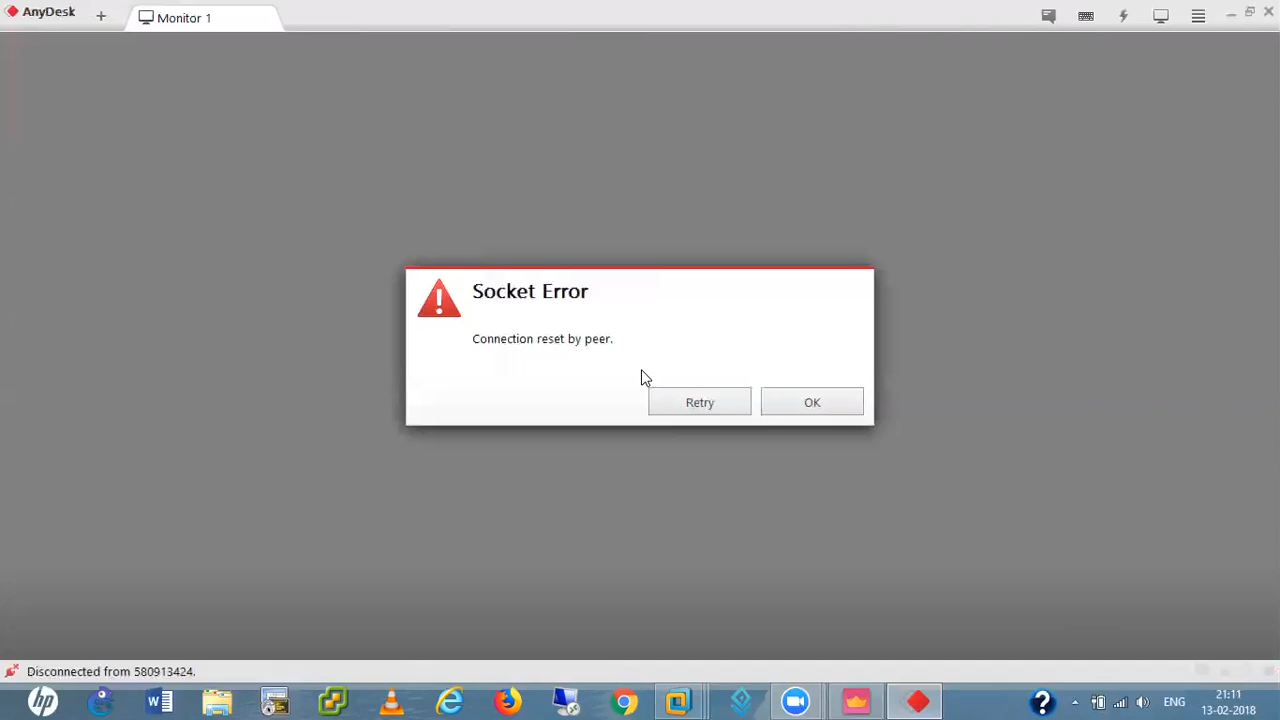 AnyDesk
Monitor 1
Socket Error
Connection reset by peer.
Retry
OK
Disconnected from 580913424.
hp
W
ENG
21:11
13-02-2018